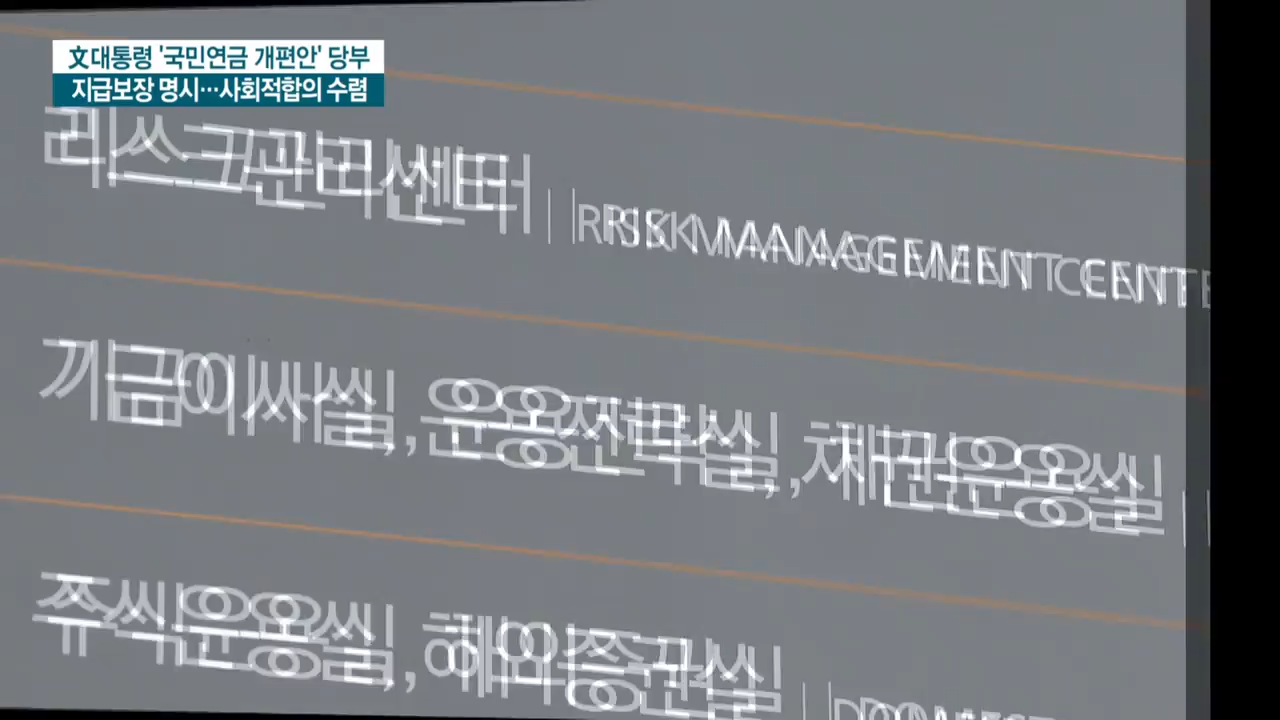 文대통령 '국민연금 개편안' 당부
지급보장 명시…사회적합의 수렴
리스크관리센터 | RISK MANAGEMENT CENTE
기금이사실, 운용전략실, 채권운용실
주식운용실, 해외증권실